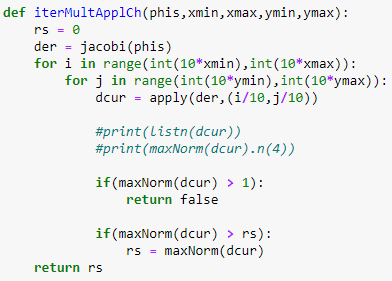 def iterMultApplCh(phis,xmin,xmax,ymin,ymax):
    rs = 0
    der = jacobi(phis)
    for i in range(int(10*xmin),int(10*xmax)):
        for j in range(int(10*ymin),int(10*ymax)):
            dcur = apply(der,(i/10,j/10))

            #print(listn(dcur))
            #print(maxNorm(dcur).n(4))

            if(maxNorm(dcur) > 1):
                return false

            if(maxNorm(dcur) > rs):
                rs = maxNorm(dcur)
    return rs